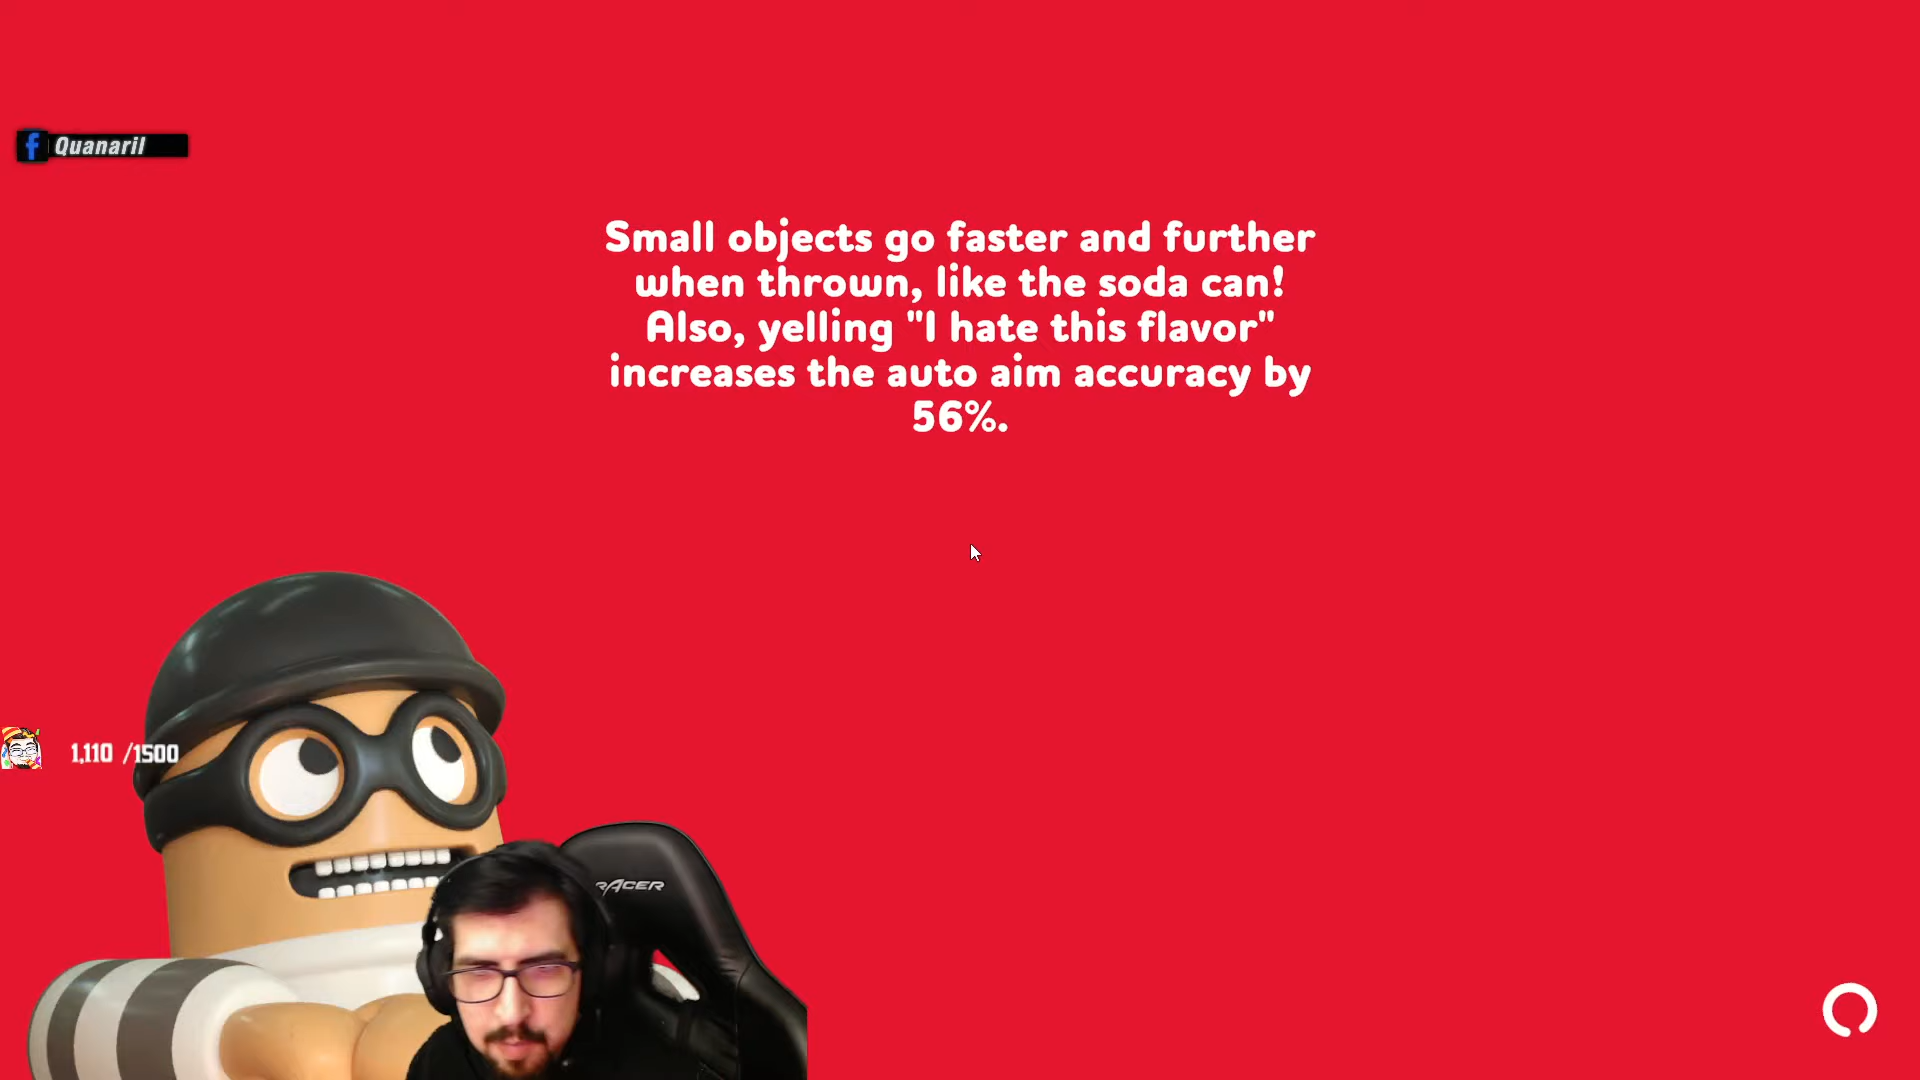 Quanaril
Small objects go faster and further
when thrown, like the soda can!
Also, yelling "I hate this flavor"
increases the auto aim accuracy by
56%.
1,110 /1500
RACER